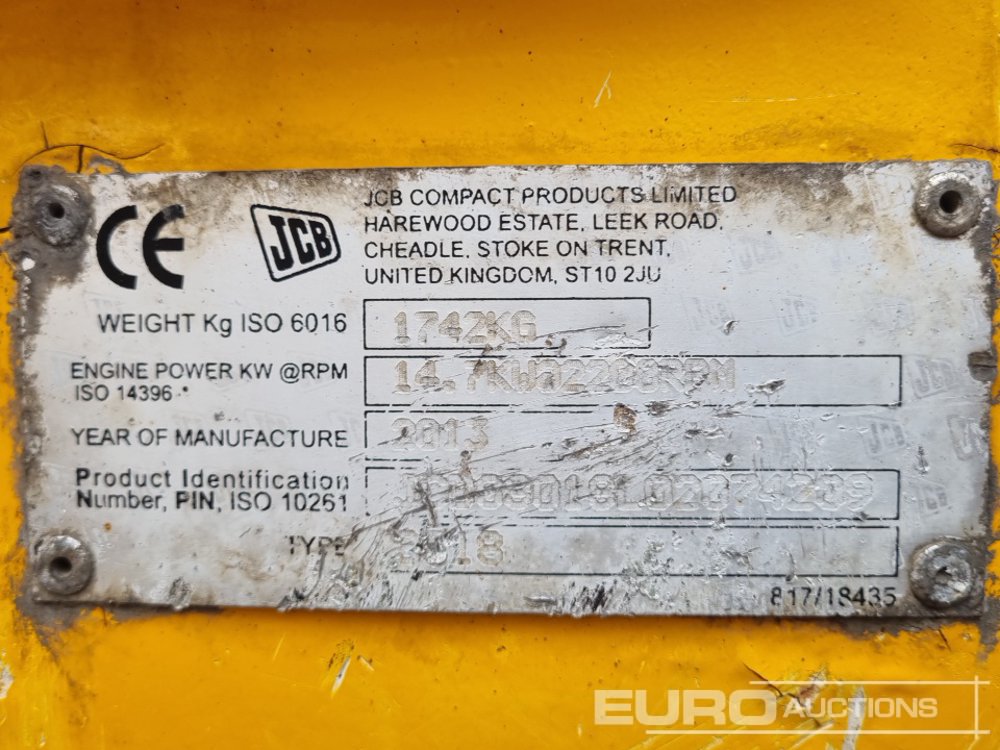 CE
JCB
JCB COMPACT PRODUCTS LIMITED
HAREWOOD ESTATE, LEEK ROAD,
CHEADLE, STOKE ON TRENT,
UNITED KINGDOM, ST10 2JU
WEIGHT Kg ISO 6016 1742KG
ENGINE POWER KW @RPM
ISO 14396 *
14.7KW@2200RPM
YEAR OF MANUFACTURE 2013
Product Identification
Number, PIN, ISO 10261
TYPE
817/18435
EURO AUCTIONS